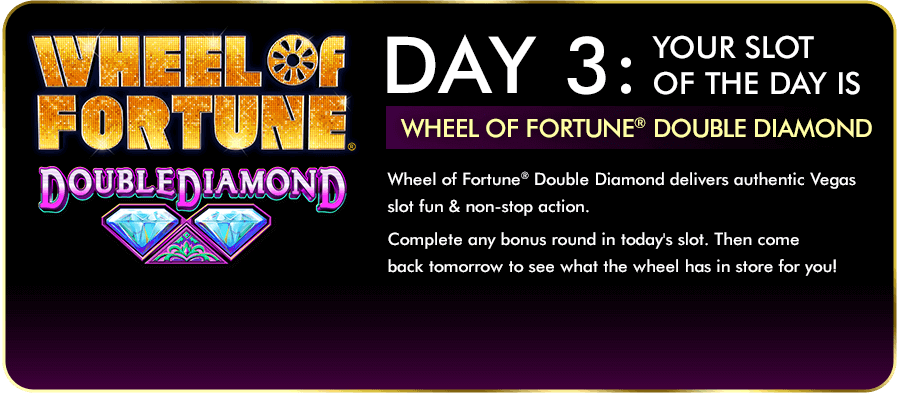 WHEEL OF
FORTUNE®
DOUBLE DIAMOND
DAY 3:
YOUR SLOT
OF THE DAY IS
WHEEL OF FORTUNE® DOUBLE DIAMOND
Wheel of Fortune® Double Diamond delivers authentic Vegas
slot fun & non-stop action.
Complete any bonus round in today's slot. Then come
back tomorrow to see what the wheel has in store for you!